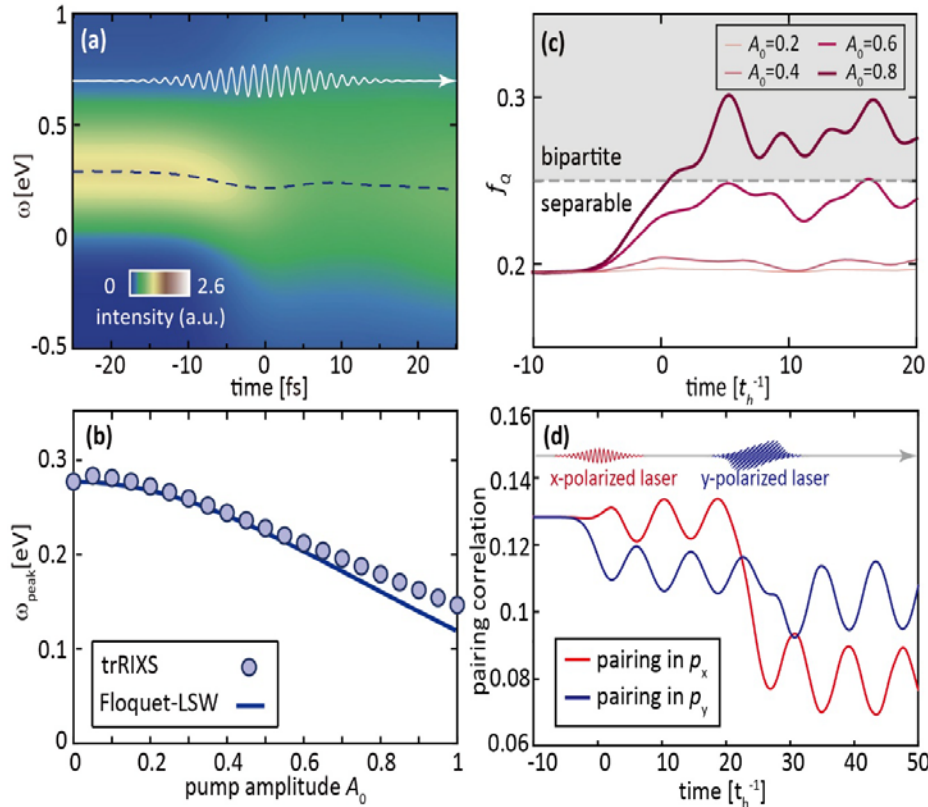 (a)
1
0.5
0
-0.5
ω [eV]
0 2.6
intensity (a.u.)
-20 -10 0 10 20
time [fs]
(c)
A₀=0.2 A₀=0.6
A₀=0.4 A₀=0.8
0.3
0.2
f_Q
bipartite
separable
-10 0 10 20
time [t_h⁻¹]
(b)
0.3
0.2
0.1
0
ω_peak[eV]
trRIXS
Floquet-LSW
0 0.2 0.4 0.6 0.8 1
pump amplitude A₀
(d)
0.16
0.14
0.12
0.1
0.08
0.06
pairing correlation
x-polarized laser y-polarized laser
pairing in p_x
pairing in p_y
-10 0 10 20 30 40 50
time [t_h⁻¹]